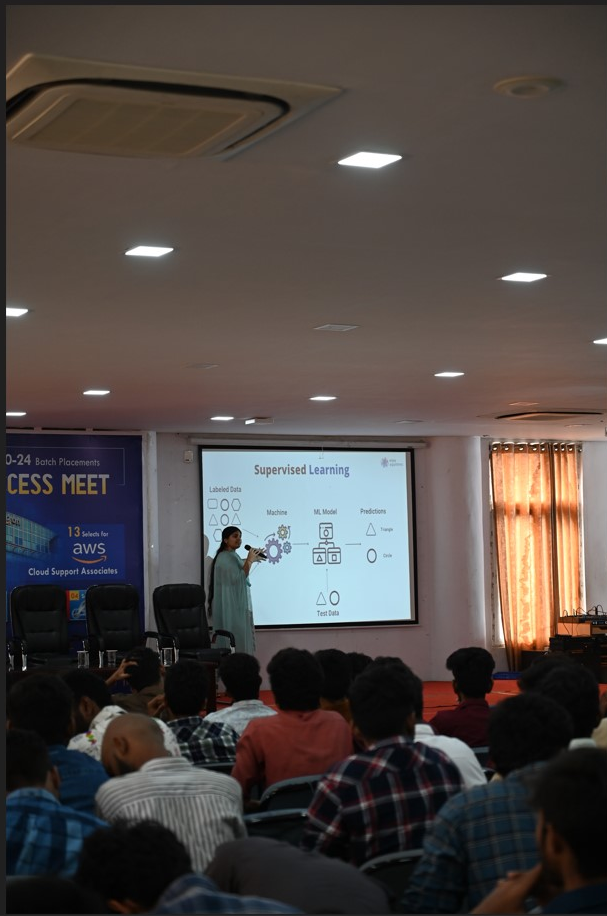 0-24 Batch Placements
CESS MEET
13 Selects for
aws
Cloud Support Associates
Supervised Learning
Labeled Data
Machine
ML Model
Predictions
Triangle
Circle
Test Data